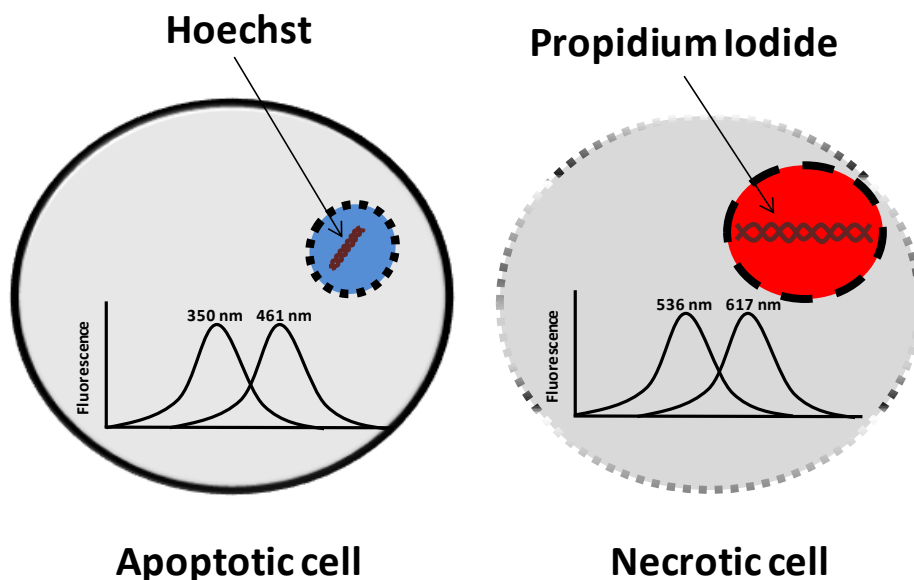 Hoechst
Propidium Iodide
350 nm 461 nm
Fluorescence
536 nm 617 nm
Fluorescence
Apoptotic cell
Necrotic cell